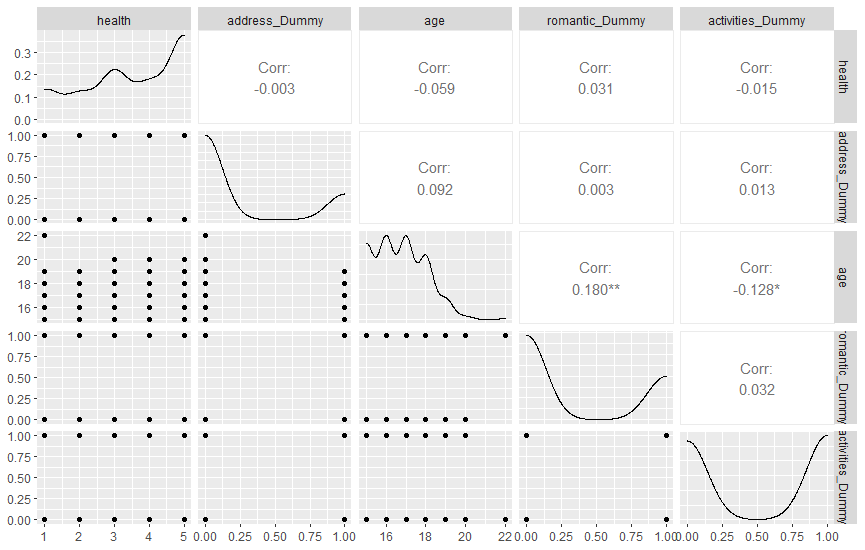 health address_Dummy age romantic_Dummy activities_Dummy
0.3
0.2
0.1
0.0
Corr:
-0.003
Corr:
-0.059
Corr:
0.031
Corr:
-0.015
health
1.00
0.75
0.50
0.25
0.00
Corr:
0.092
Corr:
0.003
Corr:
0.013
address_Dummy
22
20
18
16
Corr:
0.180**
Corr:
-0.128*
age
1.00
0.75
0.50
0.25
0.00
Corr:
0.032
romantic_Dummy
1.00
0.75
0.50
0.25
0.00
activities_Dummy
1 2 3 4 5 0.00 0.25 0.50 0.75 1.00 16 18 20 22 0.00 0.25 0.50 0.75 1.00 0.00 0.25 0.50 0.75 1.00